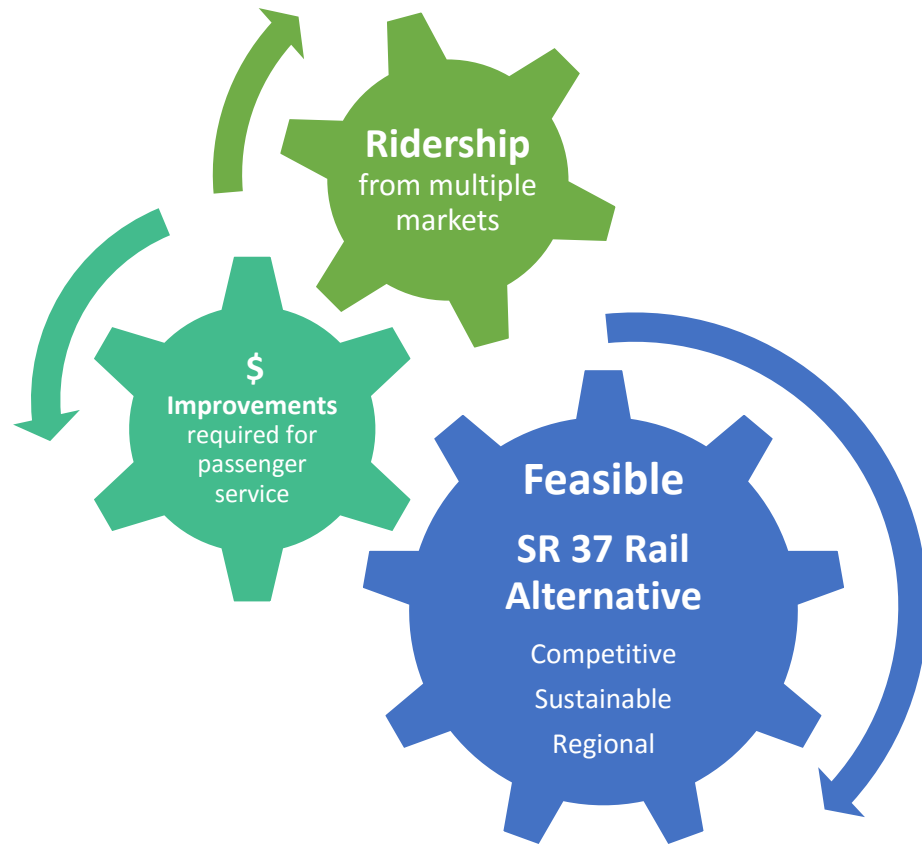 Ridership
from multiple
markets
$
Improvements
required for
passenger
service
Feasible
SR 37 Rail
Alternative
Competitive
Sustainable
Regional